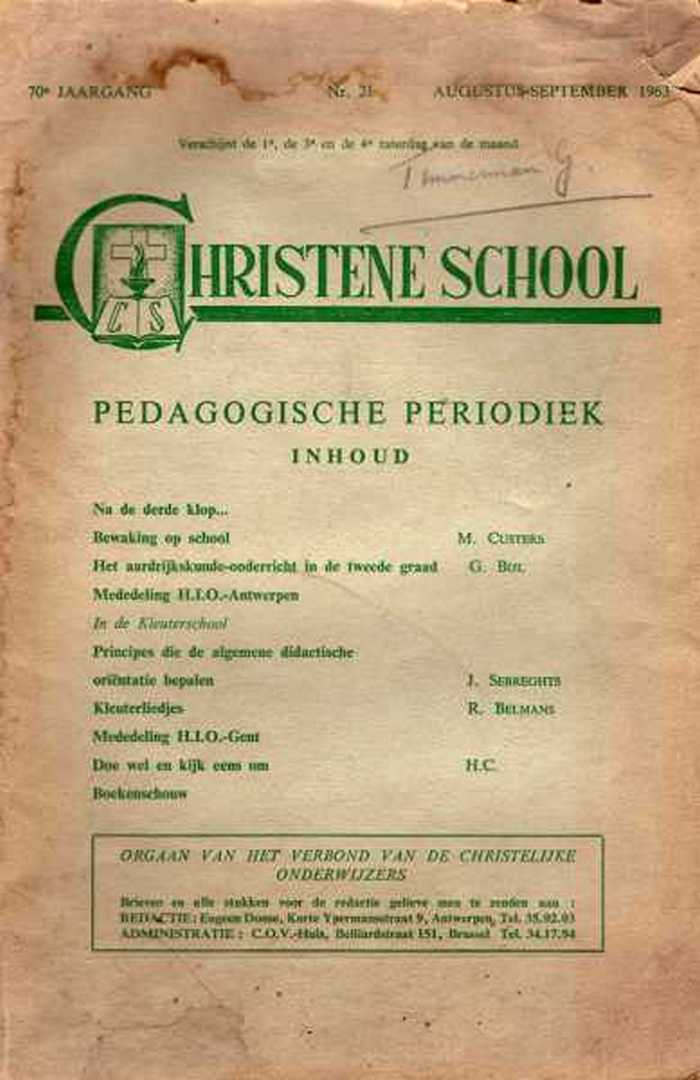 70e JAARGANG Nr. 21 AUGUSTUS-SEPTEMBER 1963
Verschijnt de 1e, de 3e en de 4e zaterdag van de maand
Timmerman G.
CHRISTENE SCHOOL
CS
PEDAGOGISCHE PERIODIEK
INHOUD
Na de derde klop...
Bewaking op school M. CUSTERS
Het aardrijkskunde-onderricht in de tweede graad G. BOL
Mededeling H.I.O.-Antwerpen
In de Kleuterschool
Principes die de algemene didactische
oriëntatie bepalen J. SEBREGHTS
Kleuterliedjes R. BELMANS
Mededeling H.I.O.-Gent
Doe wel en kijk eens om H.C.
Boekenschouw
ORGAAN VAN HET VERBOND VAN DE CHRISTELIJKE
ONDERWIJZERS
Brieven en alle stukken voor de redactie gelieve men te zenden aan :
REDACTIE : Eugeen Donse, Korte Ypermanstraat 9, Antwerpen, Tel. 35.02.03
ADMINISTRATIE : C.O.V.-Huis, Belliardstraat 151, Brussel Tel. 34.17.94